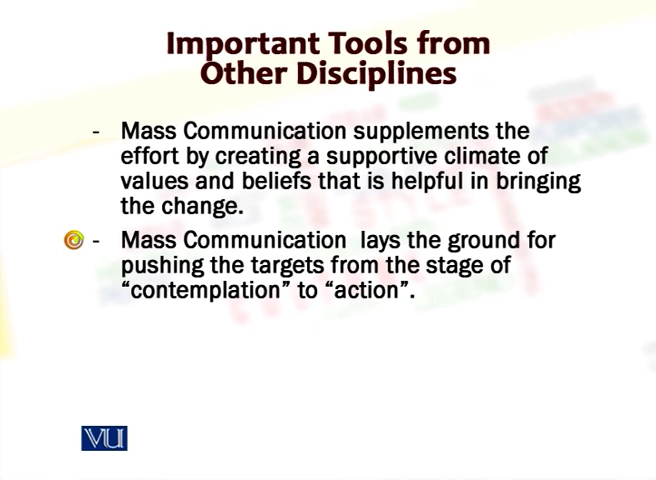 Important Tools from
Other Disciplines
- Mass Communication supplements the
effort by creating a supportive climate of
values and beliefs that is helpful in bringing
the change.
- Mass Communication lays the ground for
pushing the targets from the stage of
“contemplation” to “action”.
VU